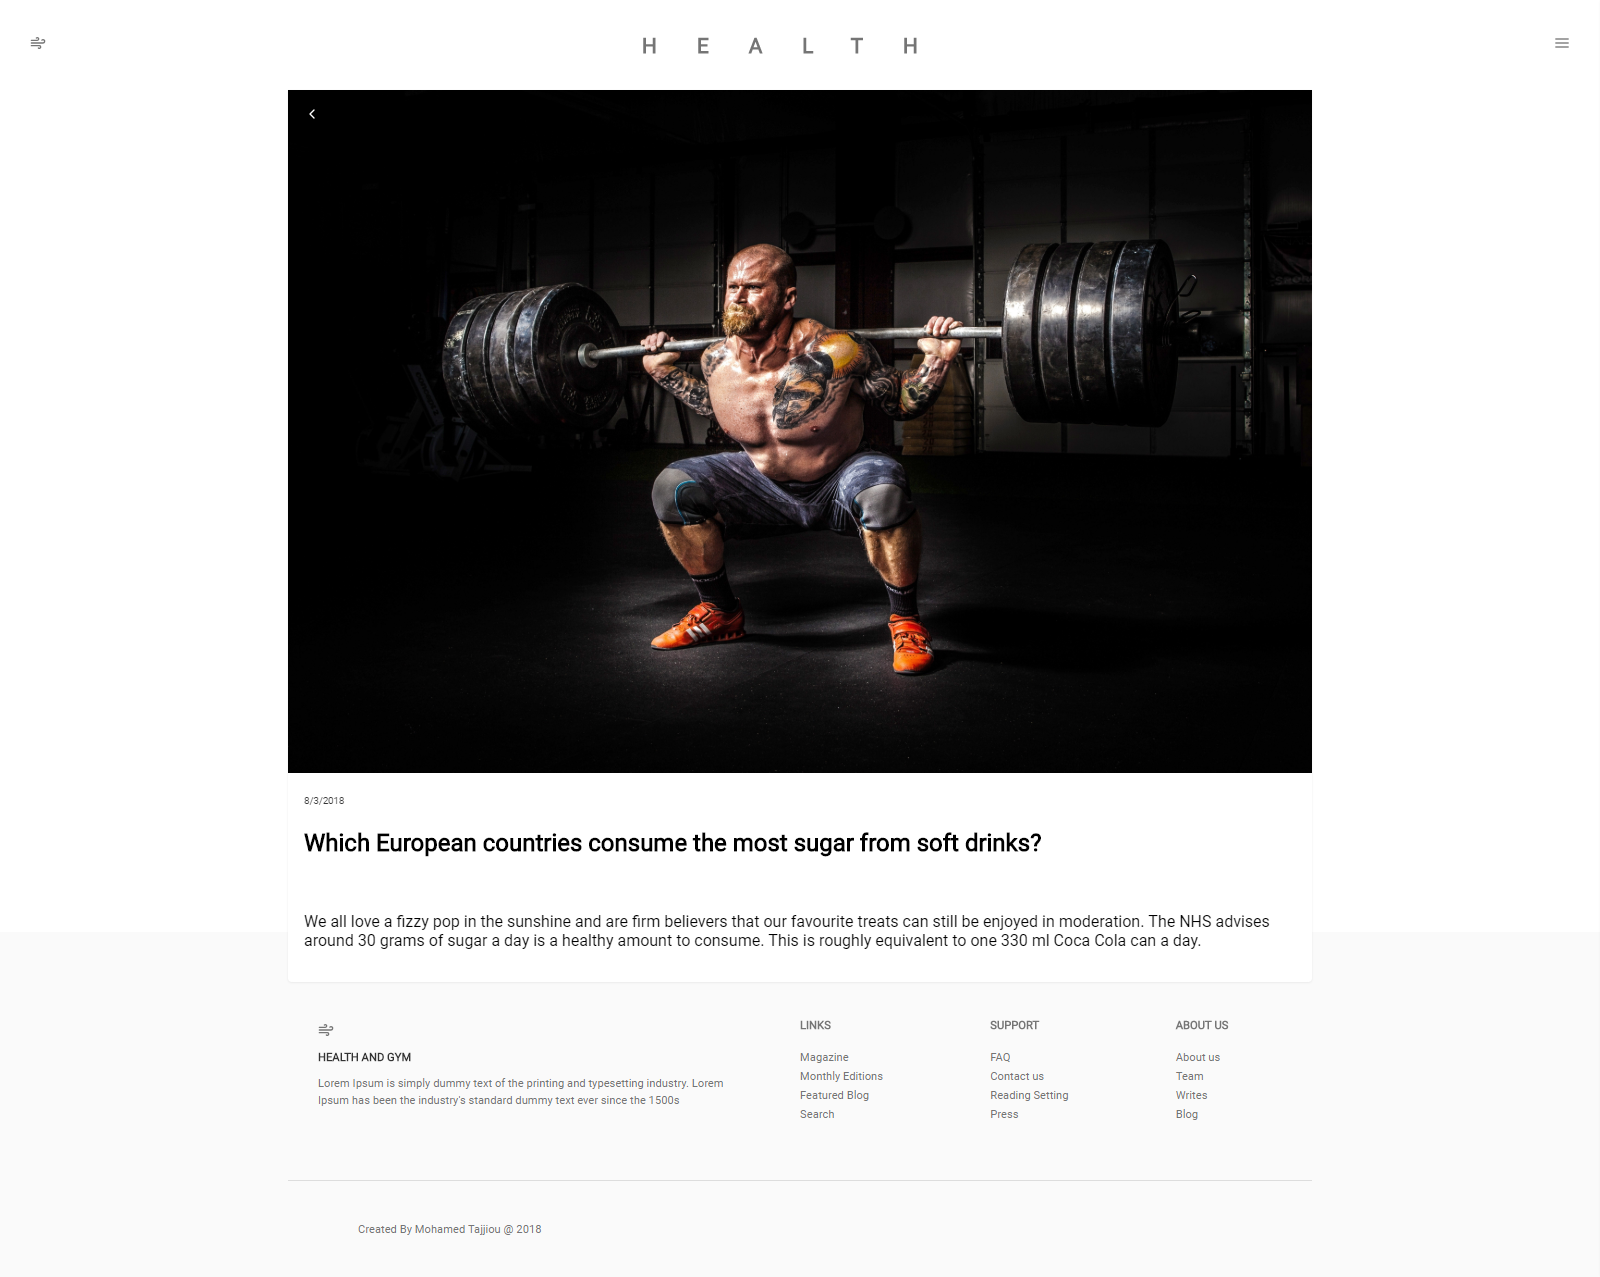 HEALTH
8/3/2018
Which European countries consume the most sugar from soft drinks?
We all love a fizzy pop in the sunshine and are firm believers that our favourite treats can still be enjoyed in moderation. The NHS advises
around 30 grams of sugar a day is a healthy amount to consume. This is roughly equivalent to one 330 ml Coca Cola can a day.
HEALTH AND GYM
Lorem Ipsum is simply dummy text of the printing and typesetting industry. Lorem
Ipsum has been the industry's standard dummy text ever since the 1500s
LINKS
Magazine
Monthly Editions
Featured Blog
Search
SUPPORT
FAQ
Contact us
Reading Setting
Press
ABOUT US
About us
Team
Writes
Blog
Created By Mohamed Tajjiou @ 2018